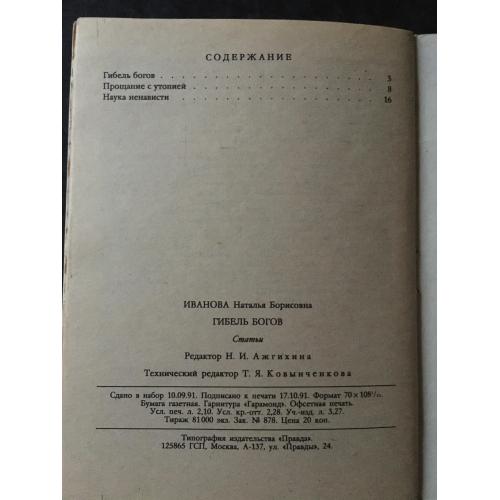 СОДЕРЖАНИЕ
Гибель богов . . . . . . . . . . . . . . . . 3
Прощание с утопией . . . . . . . . . . . . . 8
Наука ненависти . . . . . . . . . . . . . . 16
ИВАНОВА Наталья Борисовна
ГИБЕЛЬ БОГОВ
Статьи
Редактор Н. И. Ажгихина
Технический редактор Т. Я. Ковынченкова
Сдано в набор 10.09.91. Подписано к печати 17.10.91. Формат 70×108¹/₃₂.
Бумага газетная. Гарнитура «Гарамонд». Офсетная печать.
Усл. печ. л. 2,10. Усл. кр.-отт. 2,28. Уч.-изд. л. 3,27.
Тираж 81 000 экз. Зак. № 878. Цена 20 коп.
Типография издательства «Правда».
125865 ГСП, Москва, А-137, ул. «Правды», 24.